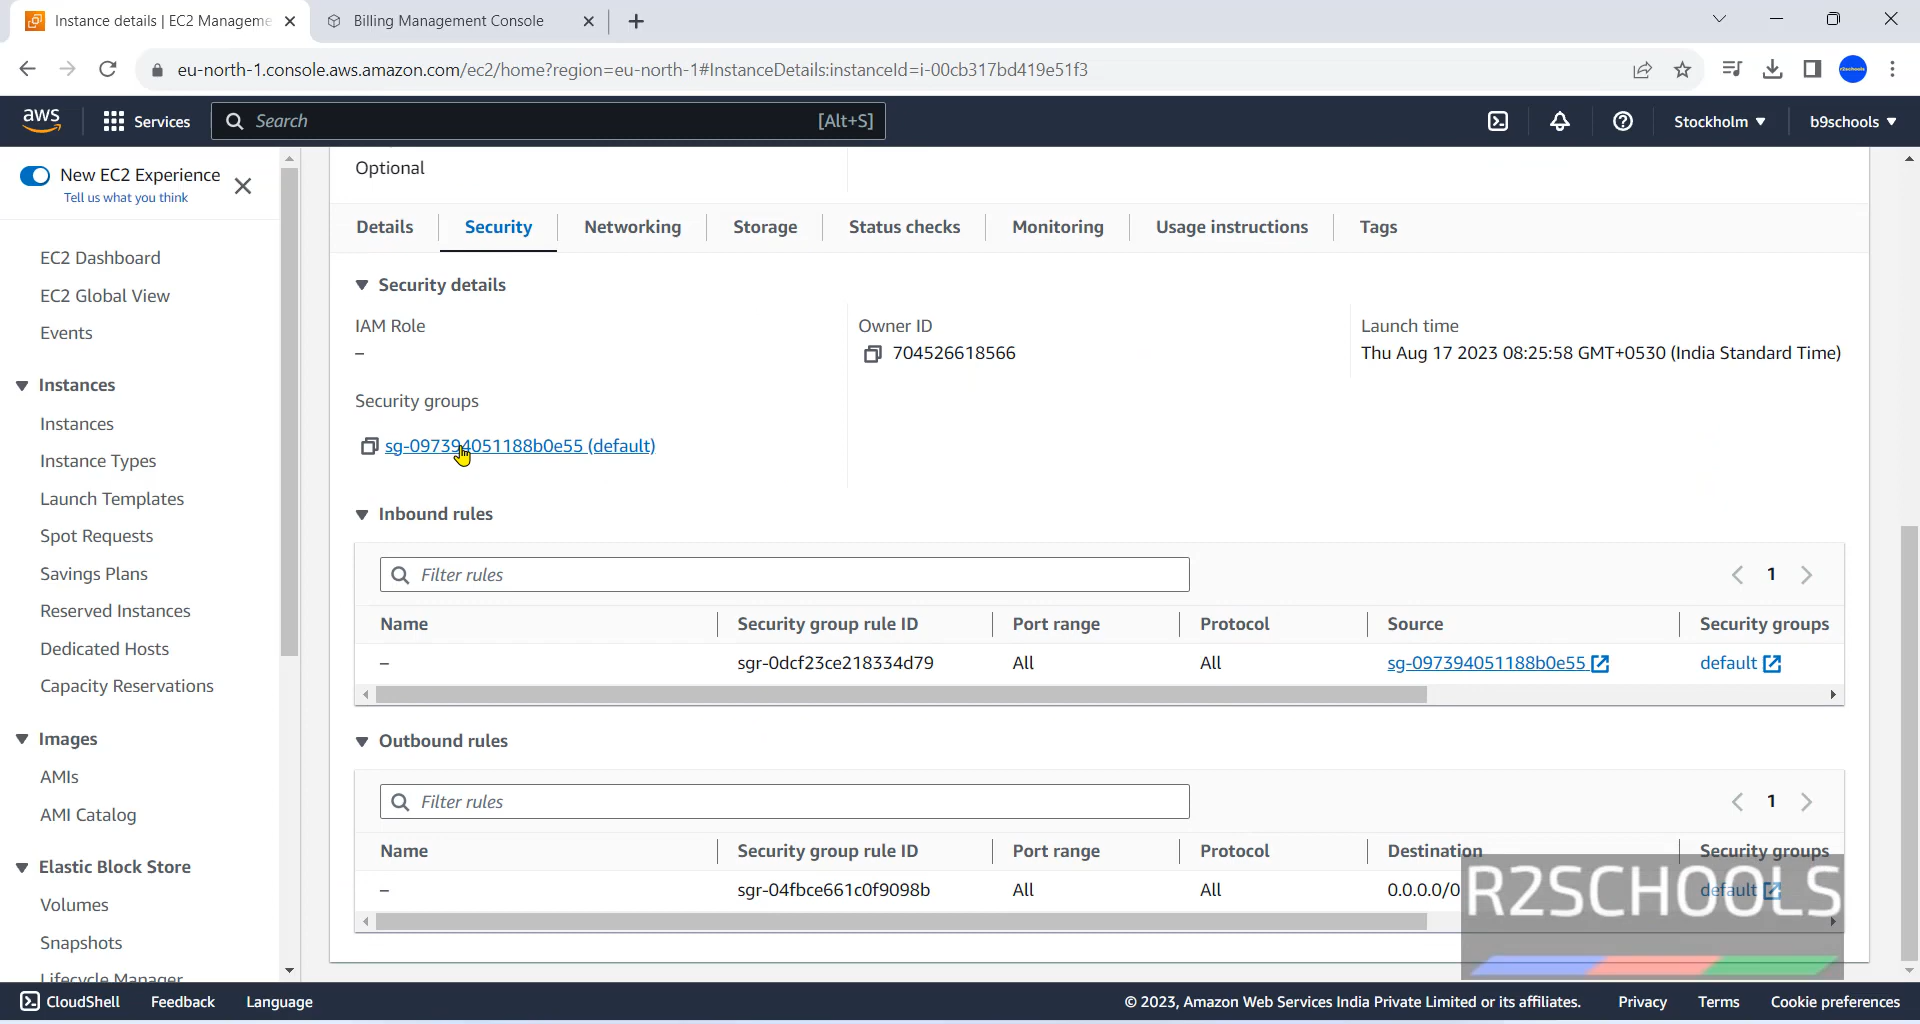 Instance details | EC2 Manageme
Billing Management Console
eu-north-1.console.aws.amazon.com/ec2/home?region=eu-north-1#InstanceDetails:instanceId=i-00cb317bd419e51f3
aws
Services
Search
[Alt+S]
Stockholm
b9schools
New EC2 Experience
Tell us what you think
EC2 Dashboard
EC2 Global View
Events
Instances
Instances
Instance Types
Launch Templates
Spot Requests
Savings Plans
Reserved Instances
Dedicated Hosts
Capacity Reservations
Images
AMIs
AMI Catalog
Elastic Block Store
Volumes
Snapshots
Lifecycle Manager
Optional
Details Security Networking Storage Status checks Monitoring Usage instructions Tags
Security details
IAM Role
–
Owner ID
704526618566
Launch time
Thu Aug 17 2023 08:25:58 GMT+0530 (India Standard Time)
Security groups
sg-097394051188b0e55 (default)
Inbound rules
Filter rules
1
Name Security group rule ID Port range Protocol Source Security groups
– sgr-0dcf23ce218334d79 All All sg-097394051188b0e55 default
Outbound rules
Filter rules
1
Name Security group rule ID Port range Protocol Destination Security groups
– sgr-04fbce661c0f9098b All All 0.0.0.0/0 default
R2SCHOOLS
CloudShell Feedback Language
© 2023, Amazon Web Services India Private Limited or its affiliates. Privacy Terms Cookie preferences